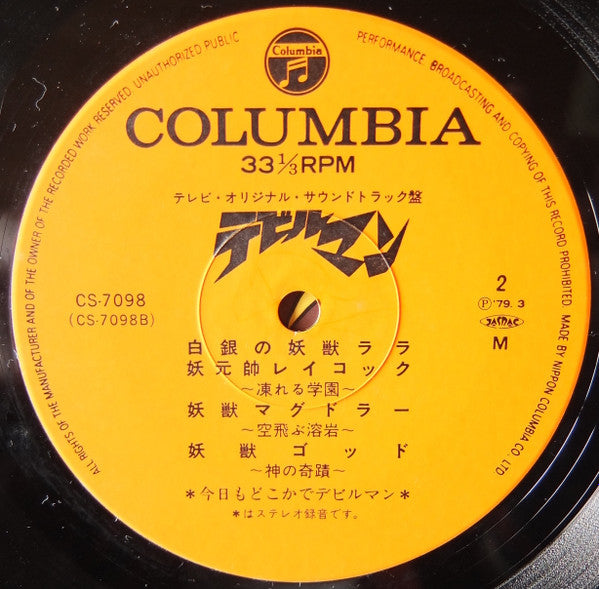 Columbia
COLUMBIA
33 1/3 RPM
テレビ・オリジナル・サウンドトラック盤
デビルマン
CS-7098
(CS-7098B)
2
Ⓟ'79. 3
JASRAC
M
白銀の妖獣ララ
妖元帥レイコック
～凍れる学園～
妖獣マグドラー
～空飛ぶ溶岩～
妖獣ゴッド
～神の奇蹟～
*今日もどこかでデビルマン*
*はステレオ録音です。
ALL RIGHTS OF THE MANUFACTURER AND OF THE OWNER OF THE RECORDED WORK RESERVED. UNAUTHORIZED PUBLIC PERFORMANCE, BROADCASTING AND COPYING OF THIS RECORD PROHIBITED. MADE BY NIPPON COLUMBIA CO. LTD.